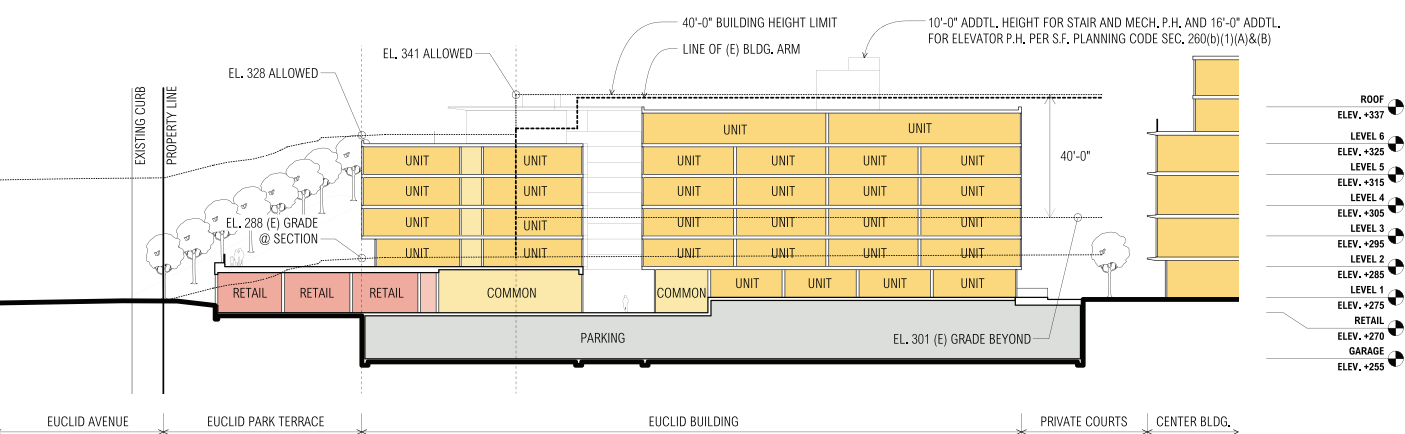 40'-0" BUILDING HEIGHT LIMIT
10'-0" ADDTL. HEIGHT FOR STAIR AND MECH. P.H. AND 16'-0" ADDTL.
FOR ELEVATOR P.H. PER S.F. PLANNING CODE SEC. 260(b)(1)(A)&(B)
LINE OF (E) BLDG. ARM
EL. 341 ALLOWED
EL. 328 ALLOWED
EXISTING CURB
PROPERTY LINE
ROOF
ELEV. +337
UNIT UNIT
LEVEL 6
ELEV. +325
40'-0"
UNIT UNIT UNIT UNIT UNIT UNIT
LEVEL 5
ELEV. +315
UNIT UNIT UNIT UNIT UNIT UNIT
LEVEL 4
ELEV. +305
EL. 288 (E) GRADE
@ SECTION
UNIT UNIT UNIT UNIT UNIT UNIT
LEVEL 3
ELEV. +295
UNIT UNIT UNIT UNIT UNIT UNIT
LEVEL 2
ELEV. +285
RETAIL RETAIL RETAIL COMMON COMMON UNIT UNIT UNIT UNIT
LEVEL 1
ELEV. +275
RETAIL
ELEV. +270
PARKING
EL. 301 (E) GRADE BEYOND
GARAGE
ELEV. +255
EUCLID AVENUE EUCLID PARK TERRACE EUCLID BUILDING PRIVATE COURTS CENTER BLDG.